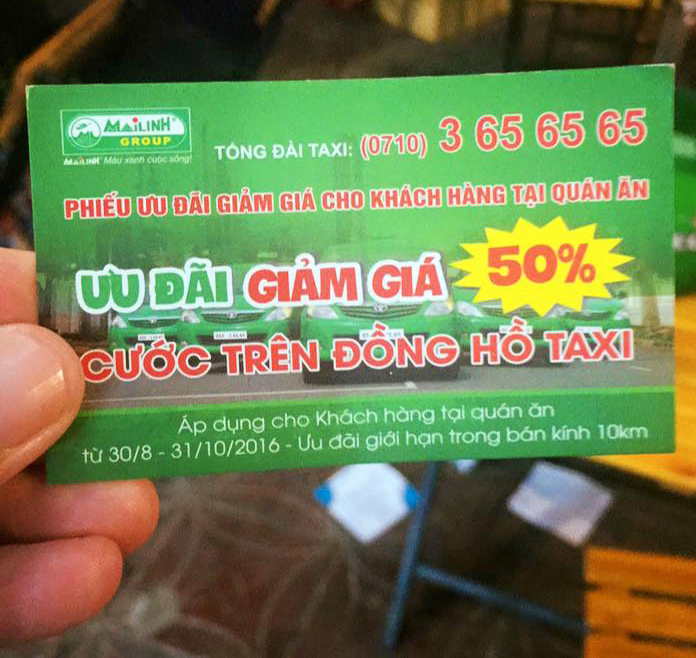 MAILINH®
GROUP
MAILINH® Màu xanh cuộc sống!
TỔNG ĐÀI TAXI: (0710) 3 65 65 65
PHIẾU ƯU ĐÃI GIẢM GIÁ CHO KHÁCH HÀNG TẠI QUÁN ĂN
ƯU ĐÃI GIẢM GIÁ 50%
CƯỚC TRÊN ĐỒNG HỒ TAXI
Áp dụng cho Khách hàng tại quán ăn
từ 30/8 - 31/10/2016 - Ưu đãi giới hạn trong bán kính 10km